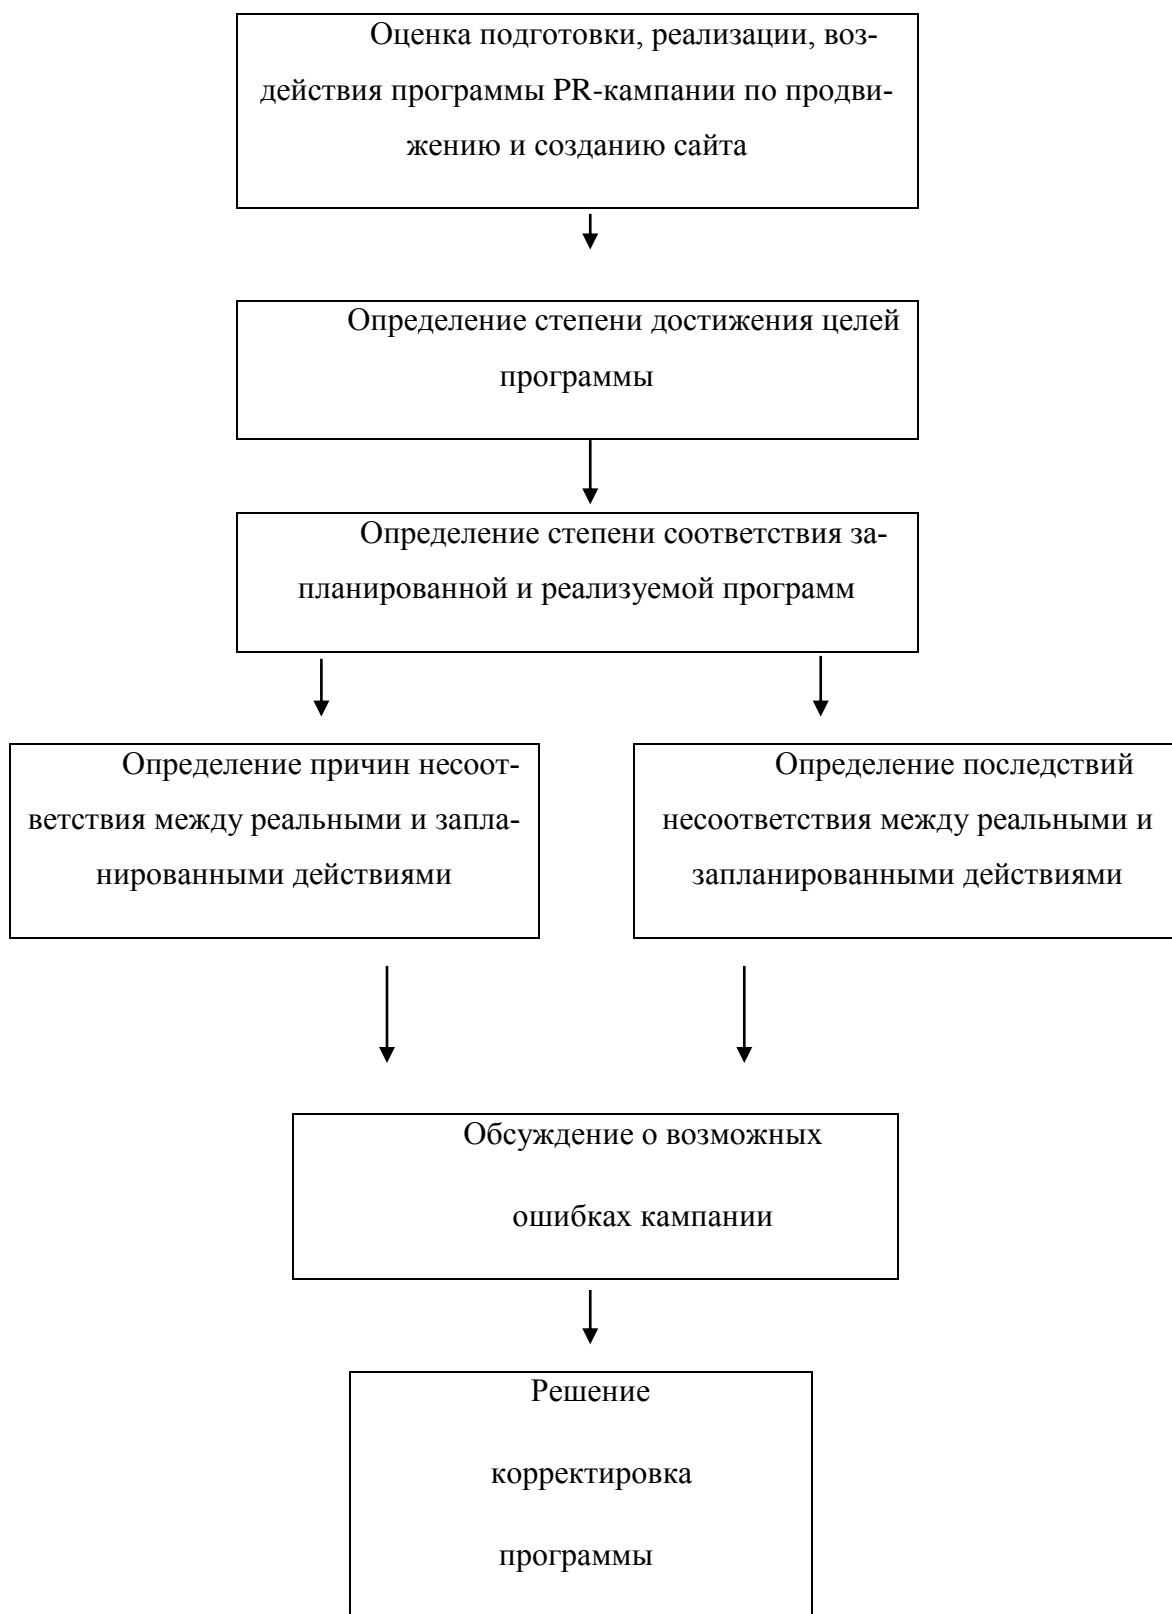 Оценка подготовки, реализации, воз-
действия программы PR-кампании по продви-
жению и созданию сайта
Определение степени достижения целей
программы
Определение степени соответствия за-
планированной и реализуемой программ
Определение причин несоот-
ветствия между реальными и запла-
нированными действиями
Определение последствий
несоответствия между реальными и
запланированными действиями
Обсуждение о возможных
ошибках кампании
Решение
корректировка
программы